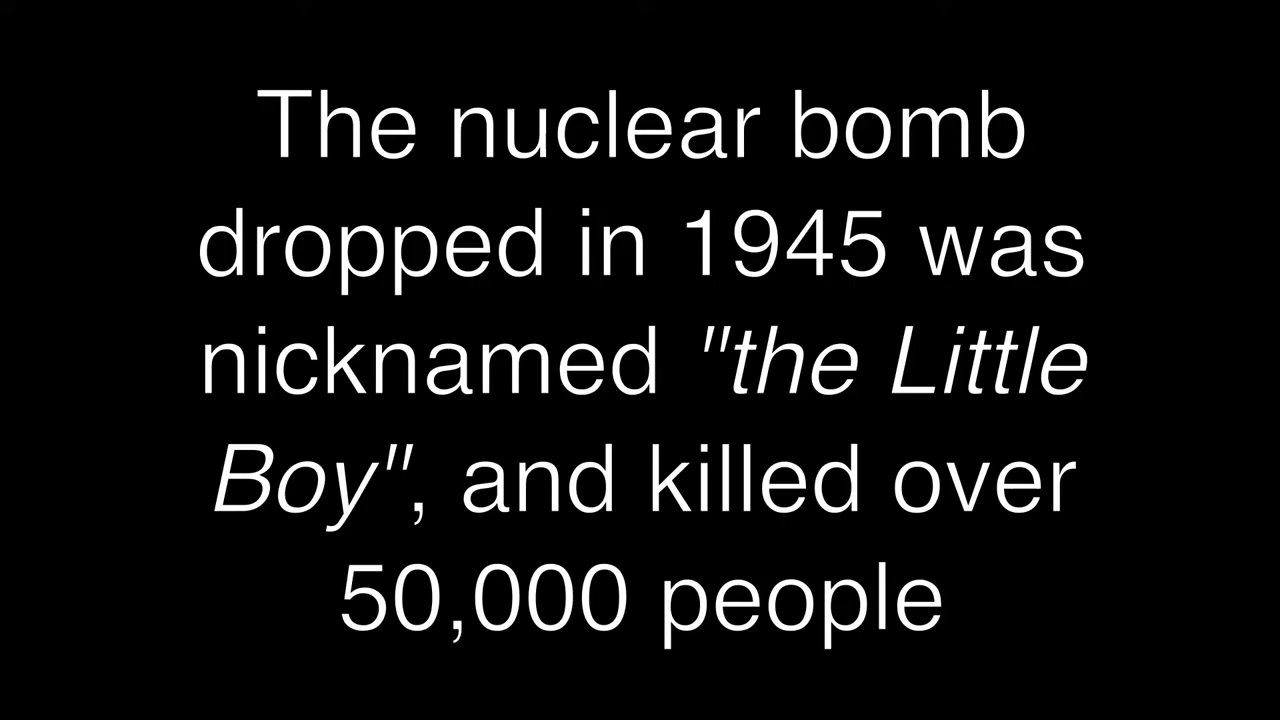 The nuclear bomb
dropped in 1945 was
nicknamed "the Little
Boy", and killed over
50,000 people